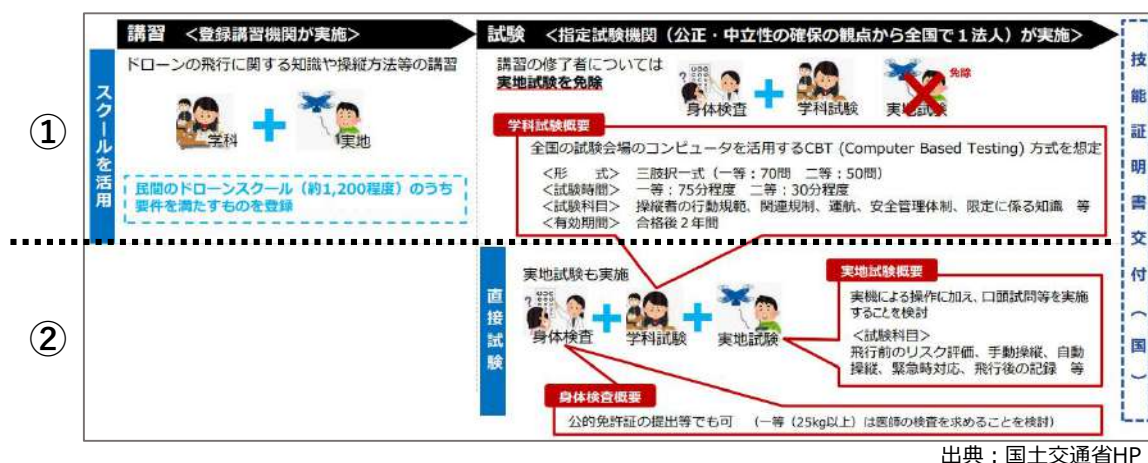 講習 <登録講習機関が実施>
試験 <指定試験機関（公正・中立性の確保の観点から全国で１法人）が実施>
技能証明書交付（国）
①
スクールを活用
ドローンの飛行に関する知識や操縦方法等の講習
学科
実地
民間のドローンスクール（約1,200程度）のうち
要件を満たすものを登録
講習の修了者については
実地試験を免除
身体検査
学科試験
実地試験
免除
学科試験概要
全国の試験会場のコンピュータを活用するCBT (Computer Based Testing) 方式を想定
<形　式> 三肢択一式（一等：70問 二等：50問）
<試験時間> 一等：75分程度 二等：30分程度
<試験科目> 操縦者の行動規範、関連規制、運航、安全管理体制、限定に係る知識 等
<有効期間> 合格後２年間
②
直接試験
実地試験も実施
身体検査
学科試験
実地試験
実地試験概要
実機による操作に加え、口頭試問等を実施
することを検討
<試験科目>
飛行前のリスク評価、手動操縦、自動
操縦、緊急時対応、飛行後の記録 等
身体検査概要
公的免許証の提出等でも可 （一等（25kg以上）は医師の検査を求めることを検討）
出典：国土交通省HP